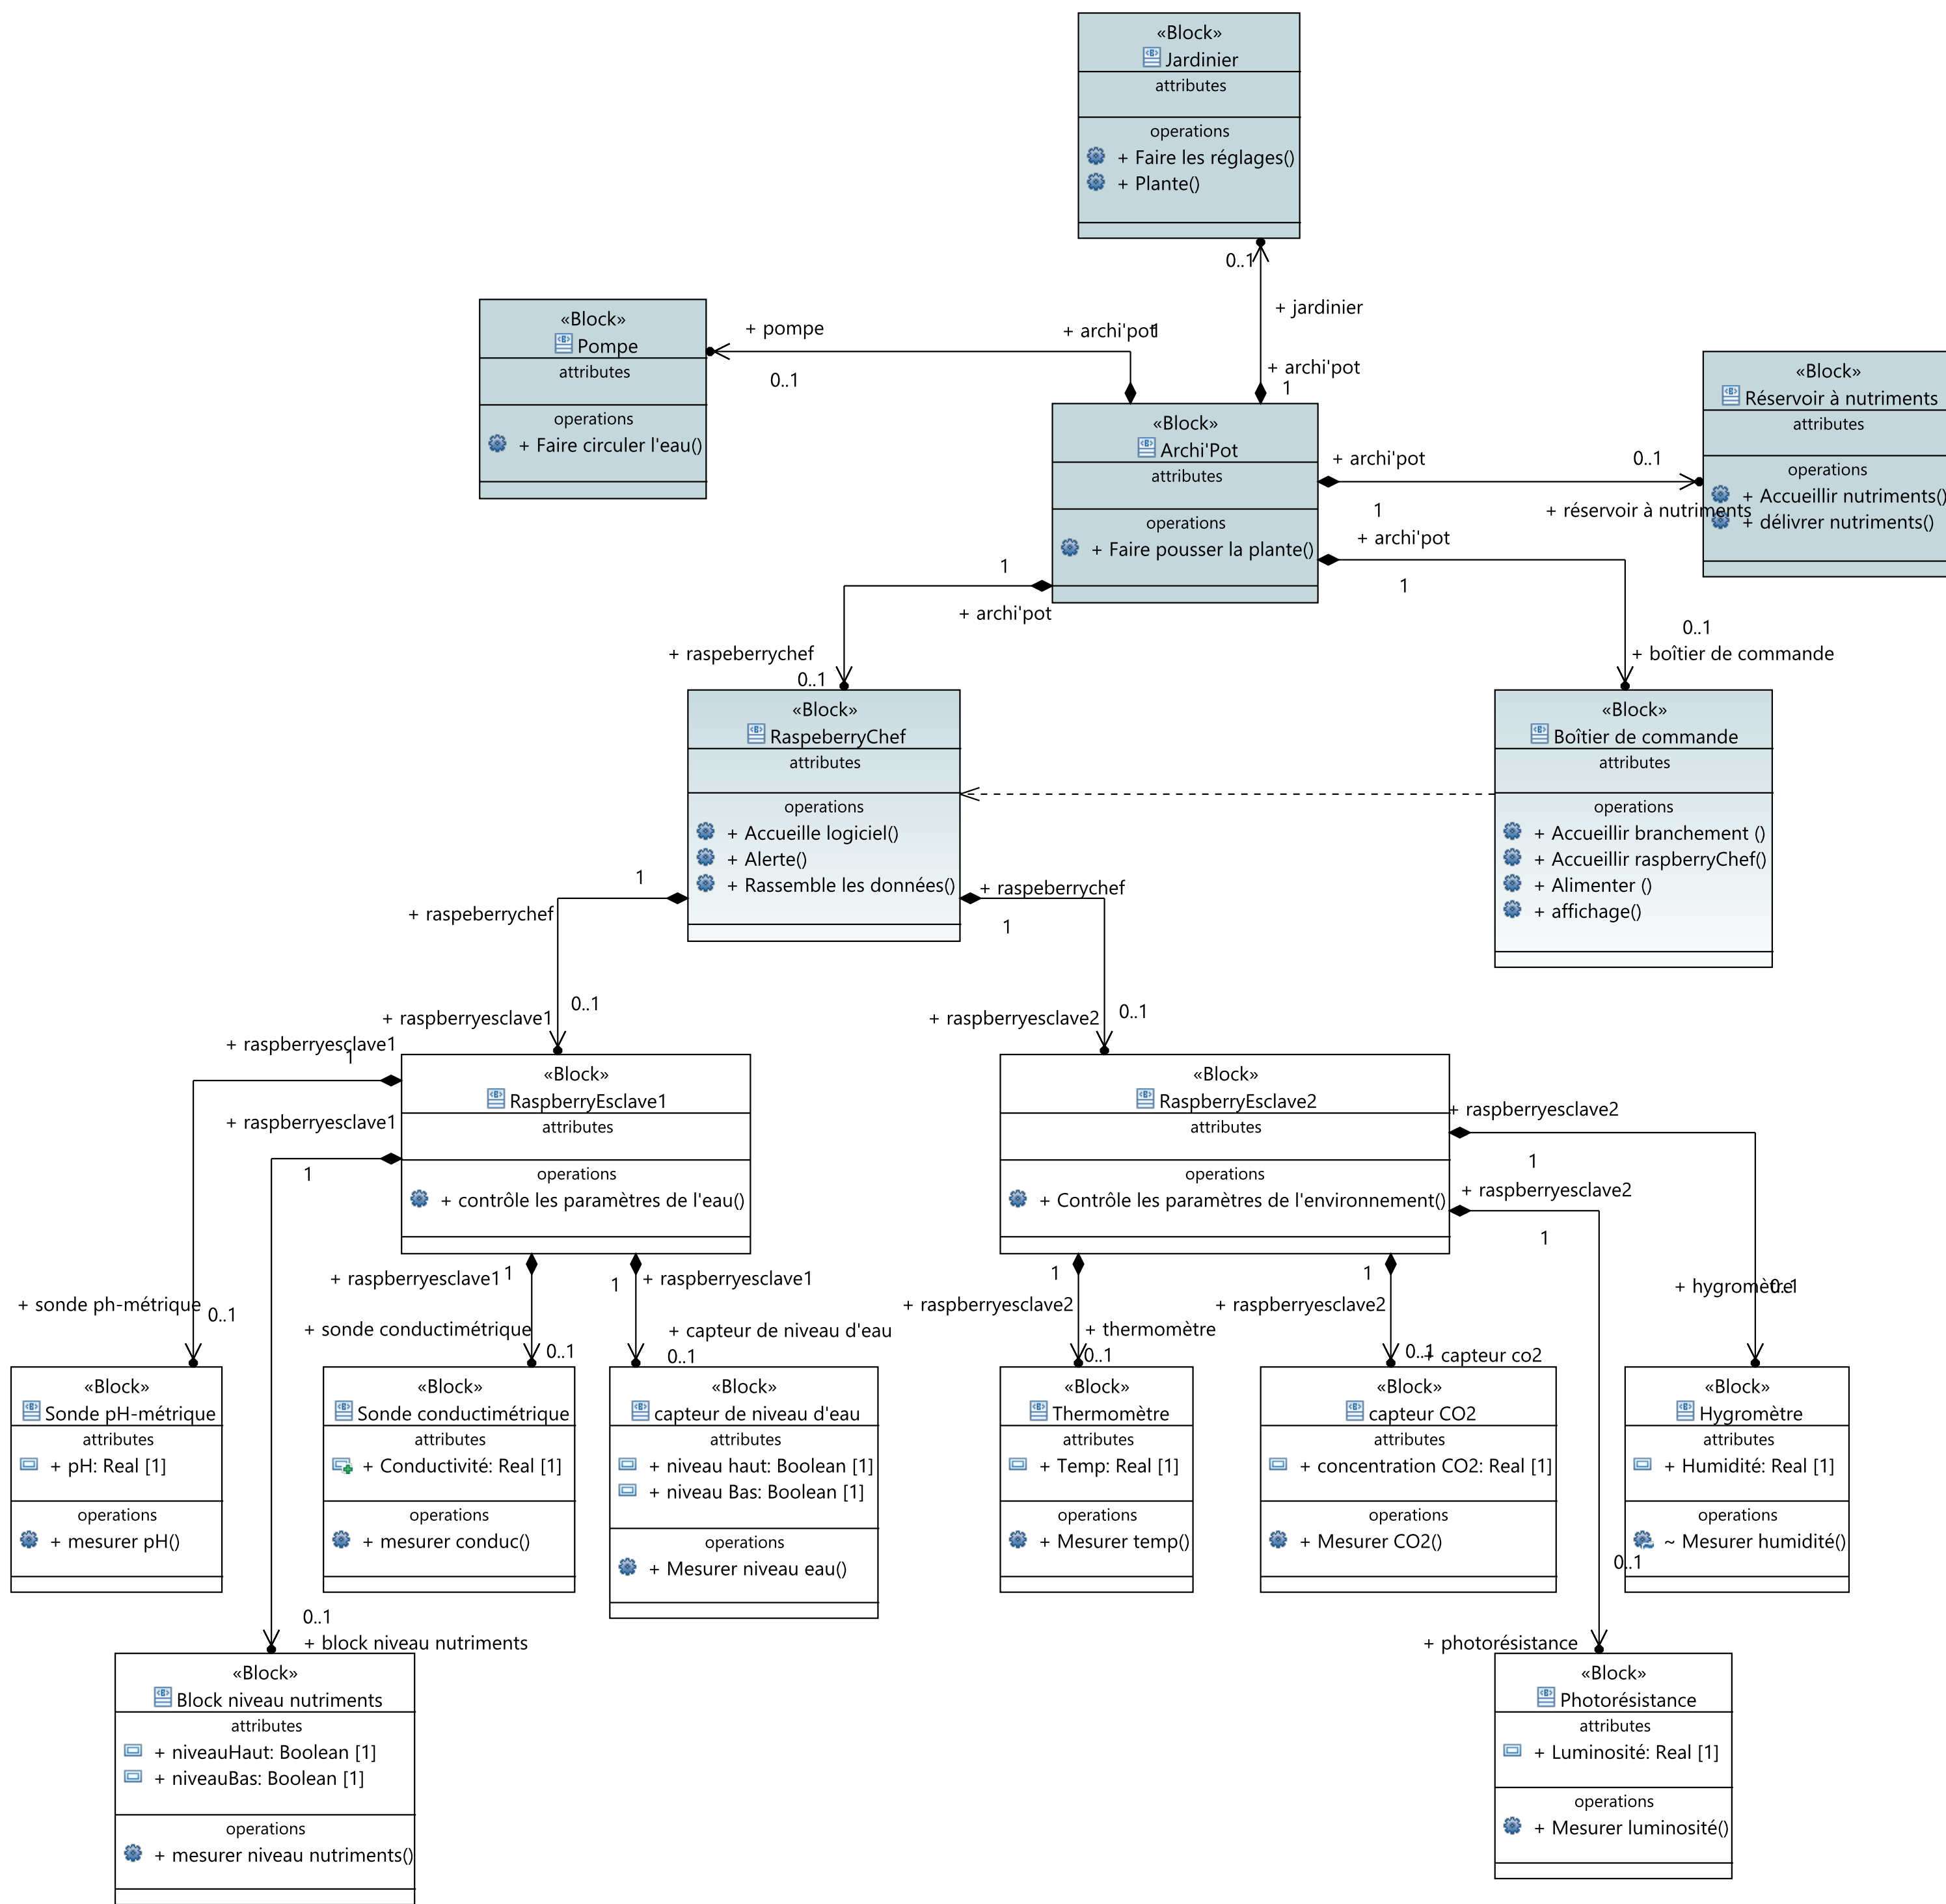 «Block»
Jardinier
attributes
operations
+ Faire les réglages()
+ Plante()
0..1
+ jardinier
+ archi'pot
1
«Block»
Pompe
attributes
operations
+ Faire circuler l'eau()
+ pompe
0..1
+ archi'pot
1
«Block»
Archi'Pot
attributes
operations
+ Faire pousser la plante()
+ archi'pot
1
0..1
+ réservoir à nutriments
«Block»
Réservoir à nutriments
attributes
operations
+ Accueillir nutriments()
+ délivrer nutriments()
+ archi'pot
1
0..1
+ boîtier de commande
1
+ archi'pot
+ raspeberrychef
0..1
«Block»
RaspeberryChef
attributes
operations
+ Accueille logiciel()
+ Alerte()
+ Rassemble les données()
«Block»
Boîtier de commande
attributes
operations
+ Accueillir branchement ()
+ Accueillir raspberryChef()
+ Alimenter ()
+ affichage()
1
+ raspeberrychef
0..1
+ raspberryesclave1
+ raspeberrychef
1
0..1
+ raspberryesclave2
+ raspberryesclave1
1
+ raspberryesclave1
1
«Block»
RaspberryEsclave1
attributes
operations
+ contrôle les paramètres de l'eau()
«Block»
RaspberryEsclave2
attributes
operations
+ Contrôle les paramètres de l'environnement()
+ raspberryesclave2
1
+ raspberryesclave2
1
+ sonde ph-métrique
0..1
+ raspberryesclave1
1
+ sonde conductimétrique
0..1
1
+ raspberryesclave1
+ capteur de niveau d'eau
0..1
1
+ raspberryesclave2
+ thermomètre
0..1
1
+ raspberryesclave2
0..1
+ capteur co2
+ hygromètre
0..1
«Block»
Sonde pH-métrique
attributes
+ pH: Real [1]
operations
+ mesurer pH()
«Block»
Sonde conductimétrique
attributes
+ Conductivité: Real [1]
operations
+ mesurer conduc()
«Block»
capteur de niveau d'eau
attributes
+ niveau haut: Boolean [1]
+ niveau Bas: Boolean [1]
operations
+ Mesurer niveau eau()
«Block»
Thermomètre
attributes
+ Temp: Real [1]
operations
+ Mesurer temp()
«Block»
capteur CO2
attributes
+ concentration CO2: Real [1]
operations
+ Mesurer CO2()
«Block»
Hygromètre
attributes
+ Humidité: Real [1]
operations
~ Mesurer humidité()
0..1
+ block niveau nutriments
«Block»
Block niveau nutriments
attributes
+ niveauHaut: Boolean [1]
+ niveauBas: Boolean [1]
operations
+ mesurer niveau nutriments()
0..1
+ photorésistance
«Block»
Photorésistance
attributes
+ Luminosité: Real [1]
operations
+ Mesurer luminosité()